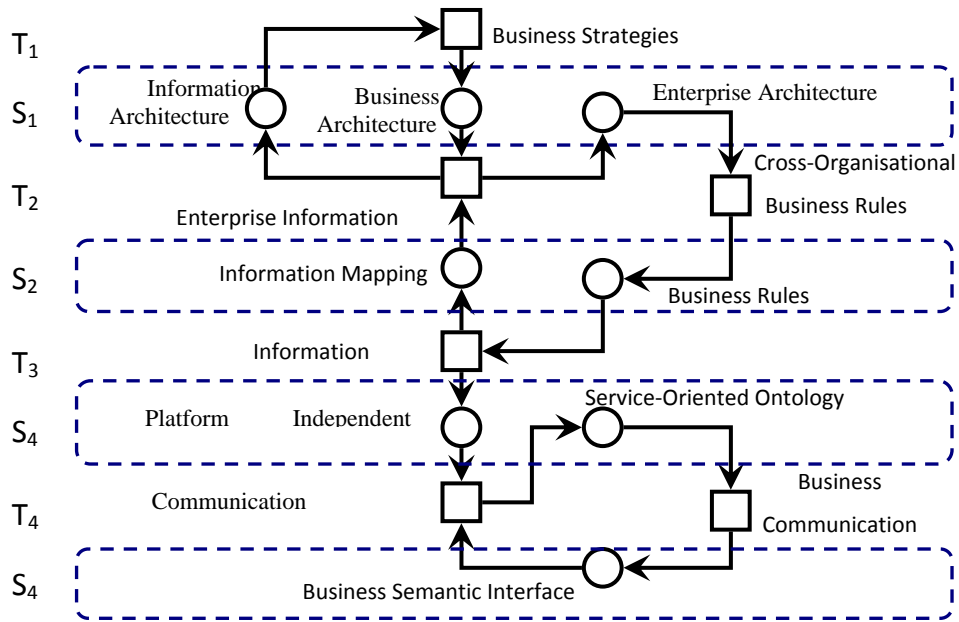 T1
Business Strategies
Information
Architecture
Business
Architecture
Enterprise Architecture
S1
Cross-Organisational
Business Rules
T2
Enterprise Information
S2
Information Mapping
Business Rules
T3
Information
S4
Platform Independent
Service-Oriented Ontology
T4
Communication
Business
Communication
S4
Business Semantic Interface